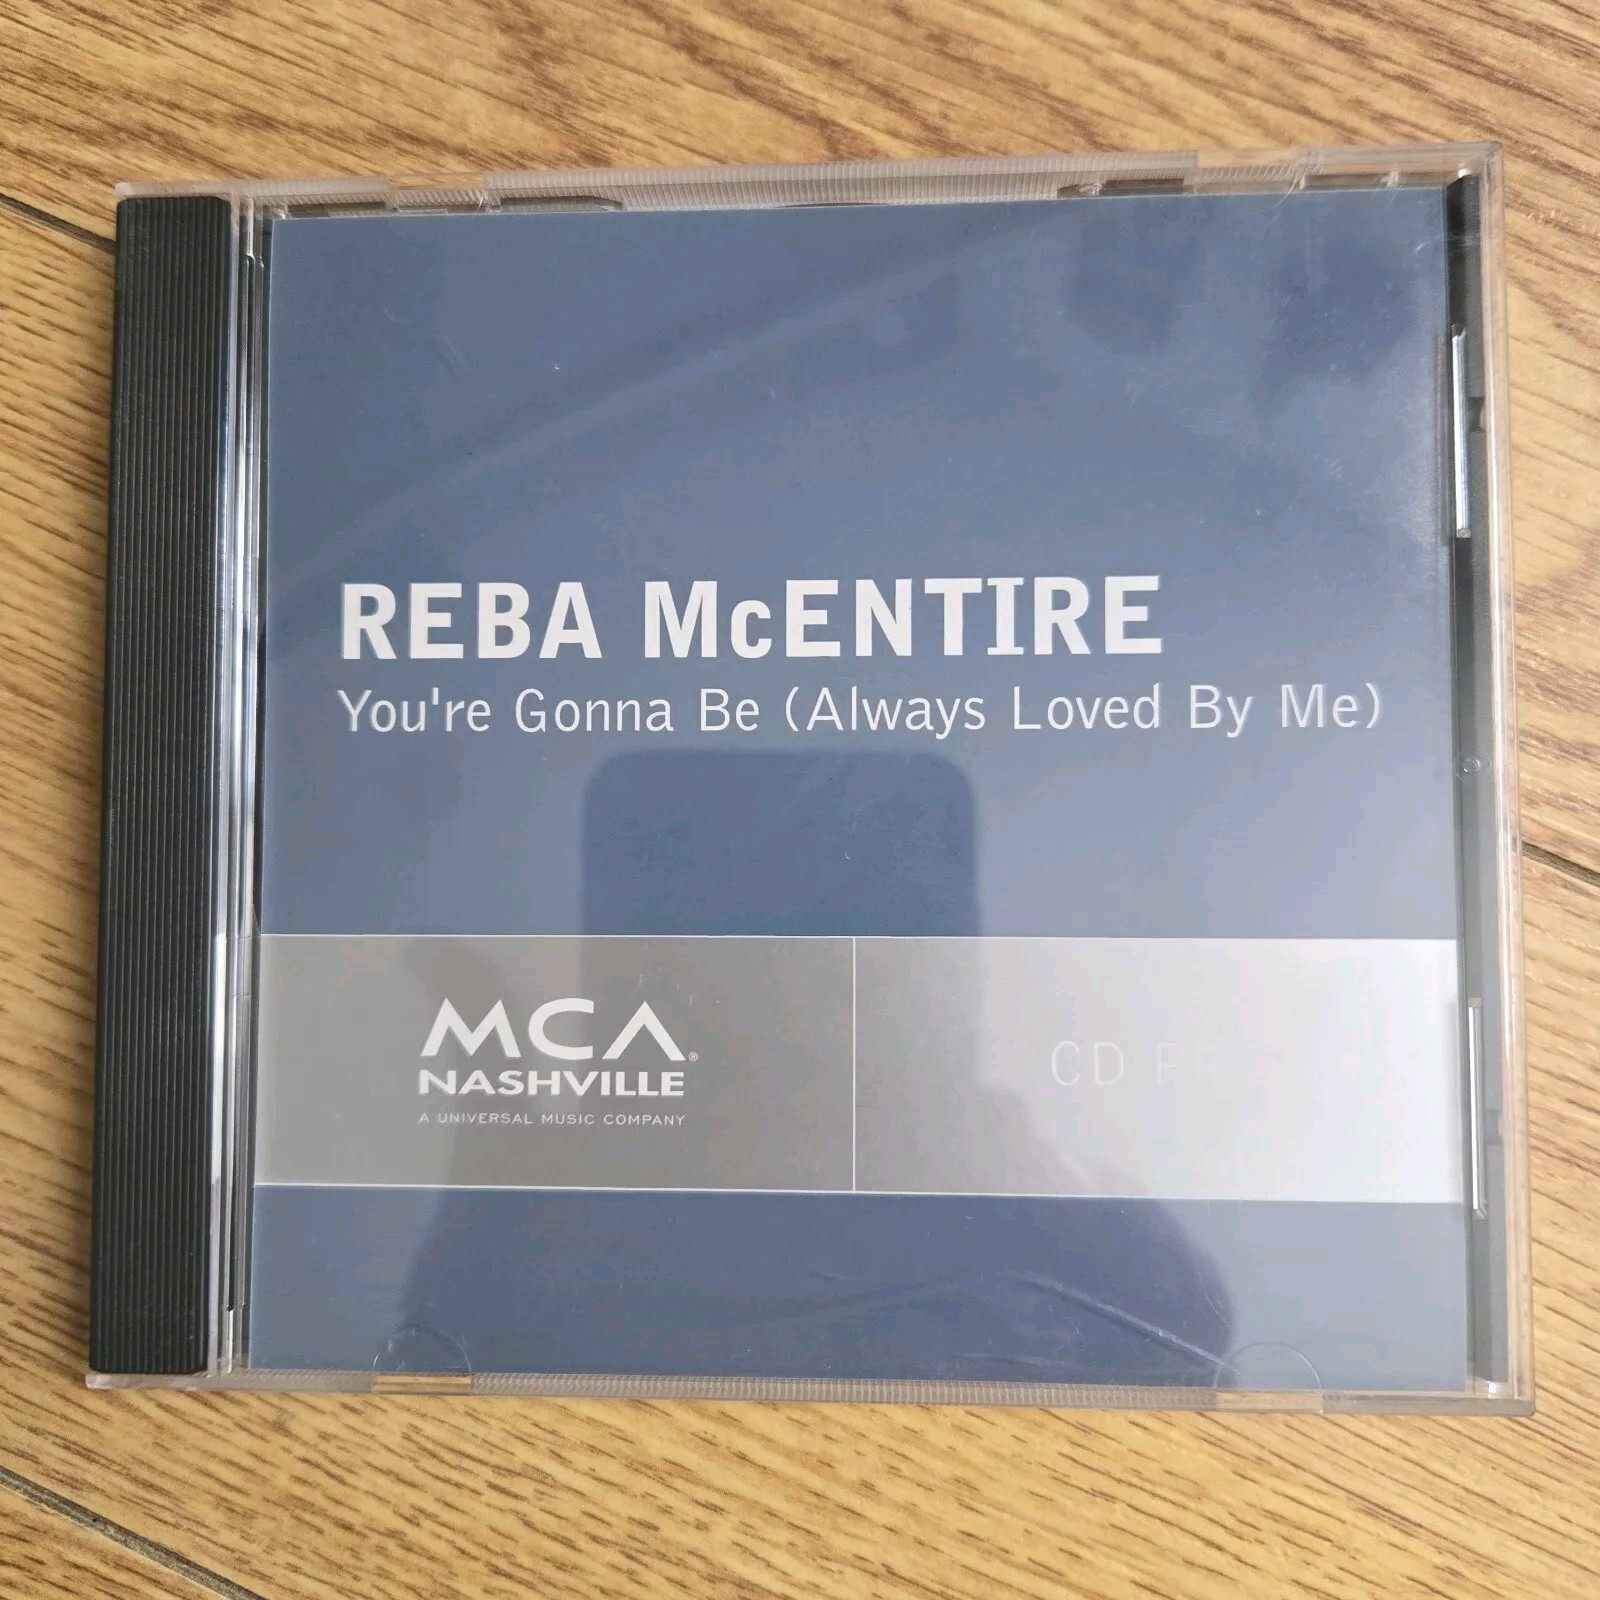 REBA McENTIRE
You're Gonna Be (Always Loved By Me)
MCA®
NASHVILLE
A UNIVERSAL MUSIC COMPANY
CD